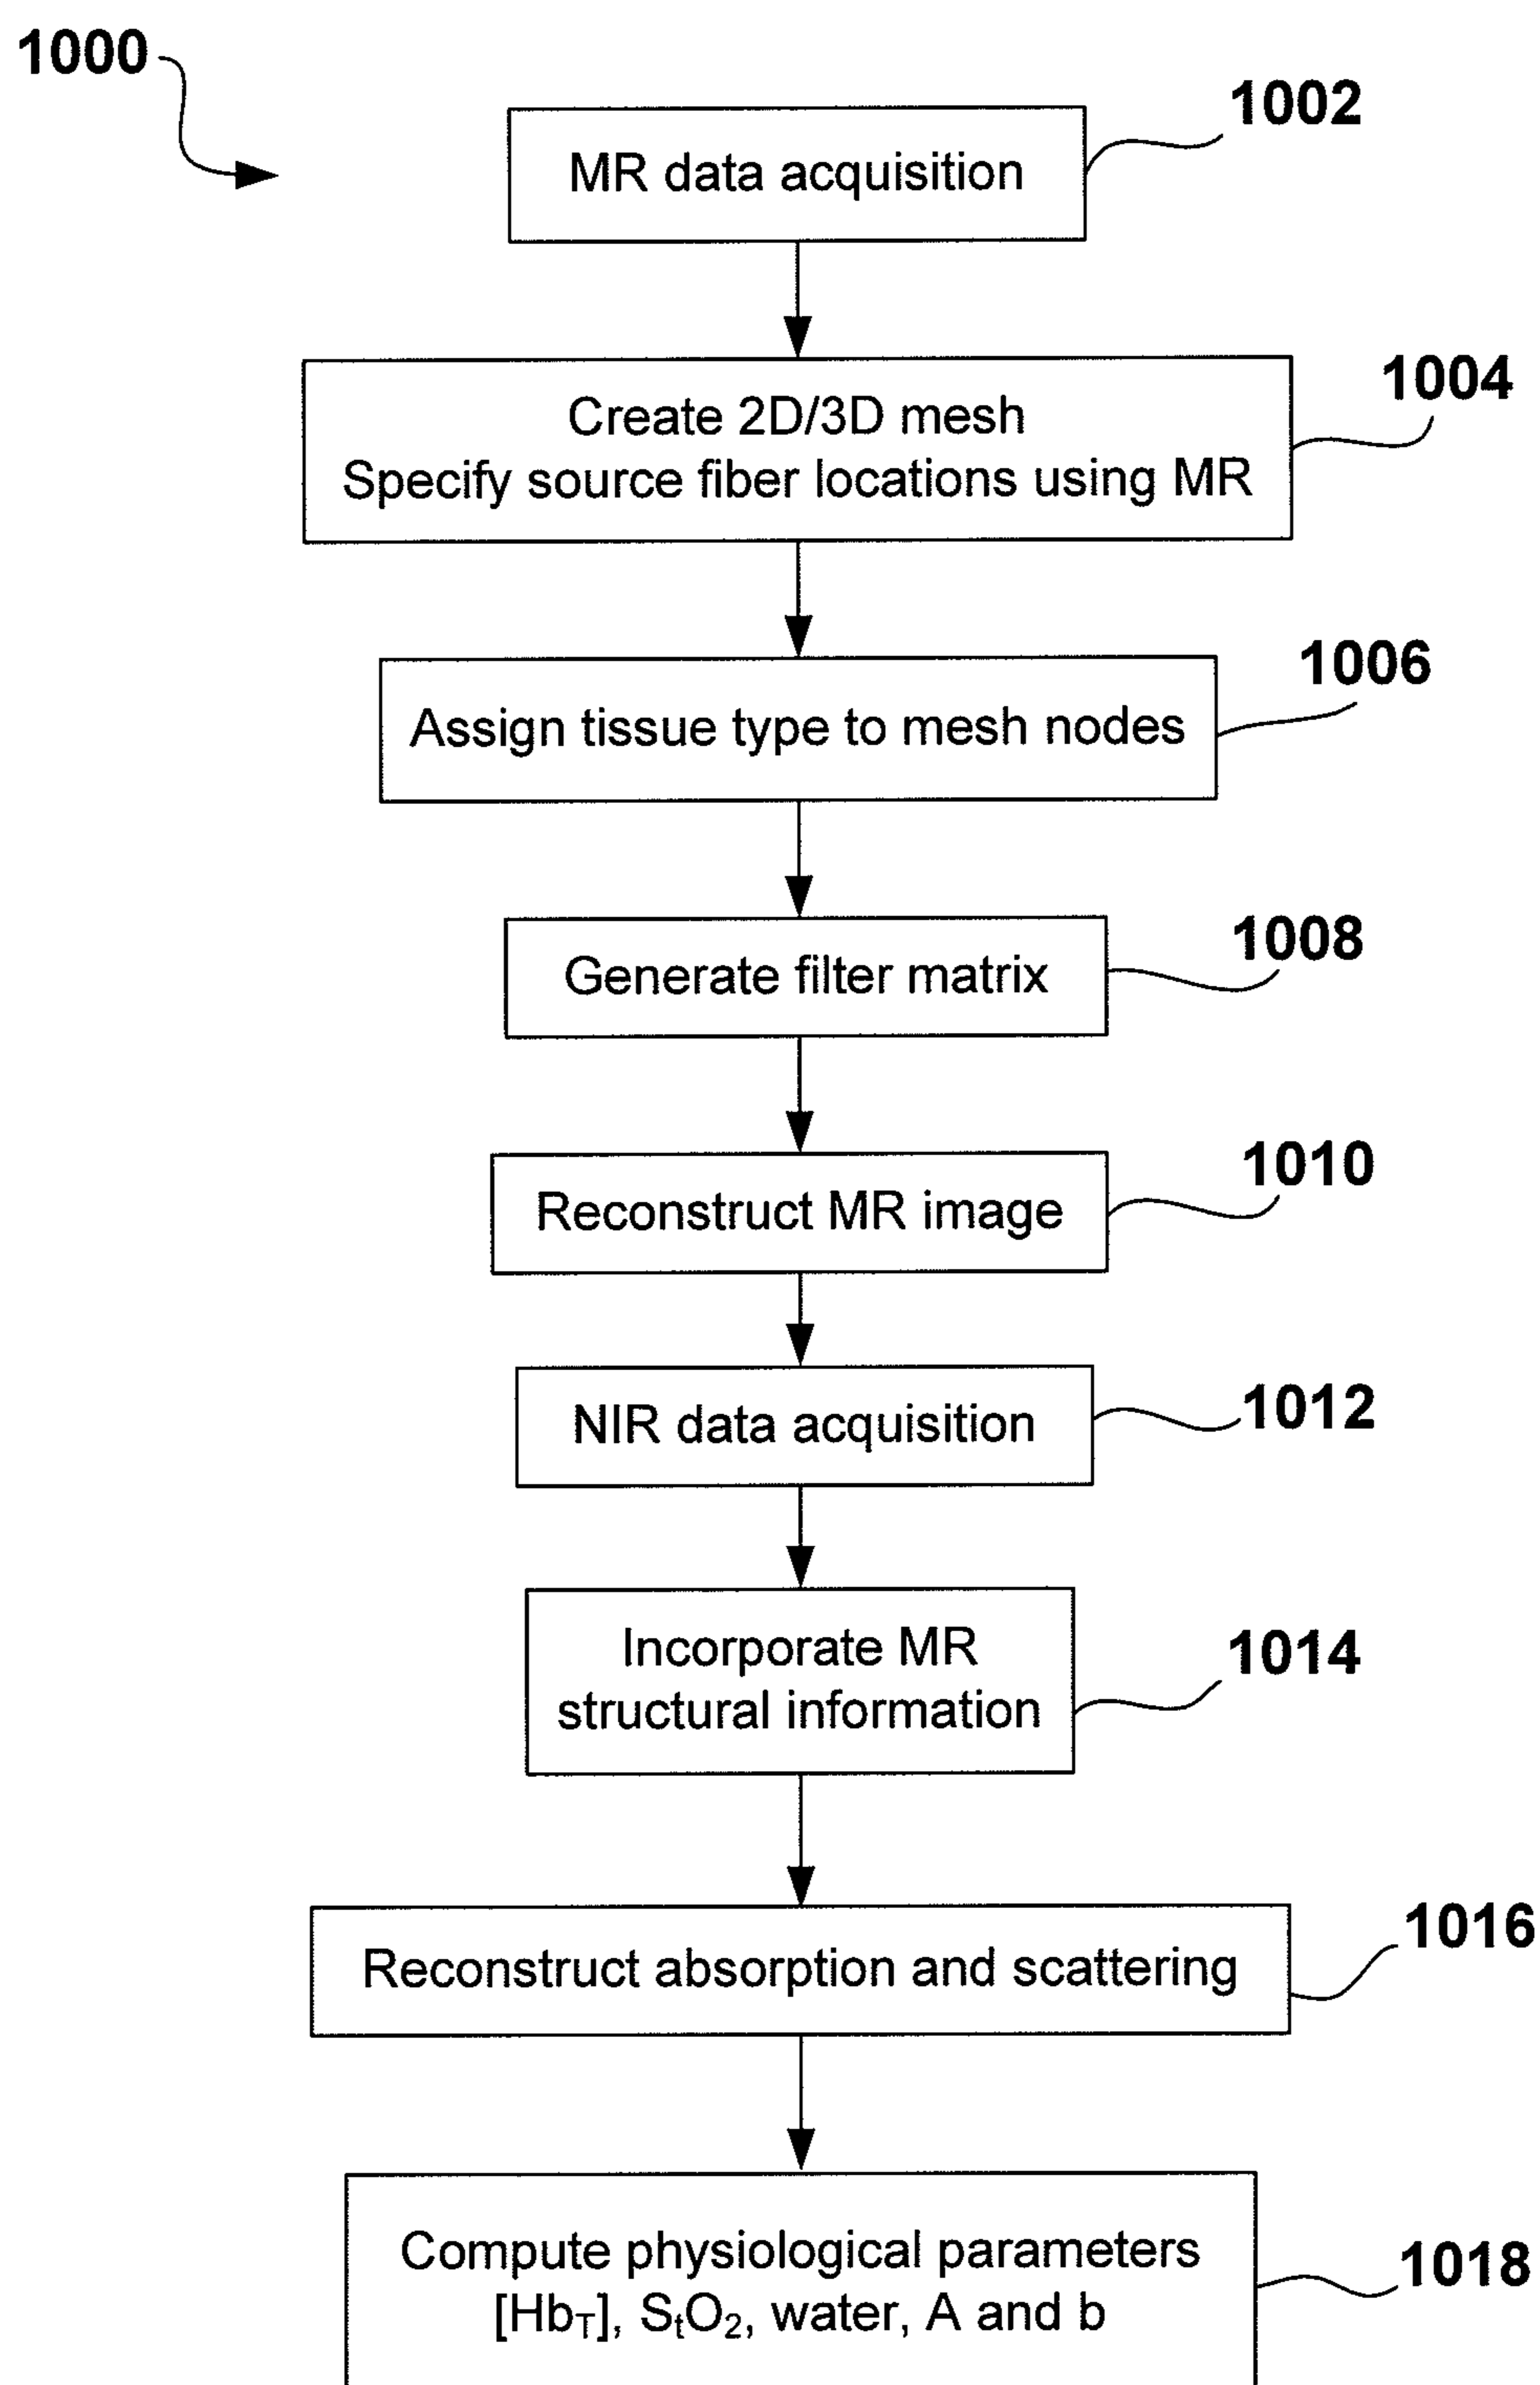 1000
1002
MR data acquisition
1004
Create 2D/3D mesh
Specify source fiber locations using MR
1006
Assign tissue type to mesh nodes
1008
Generate filter matrix
1010
Reconstruct MR image
1012
NIR data acquisition
1014
Incorporate MR
structural information
1016
Reconstruct absorption and scattering
1018
Compute physiological parameters
[Hb_T], S_tO_2, water, A and b